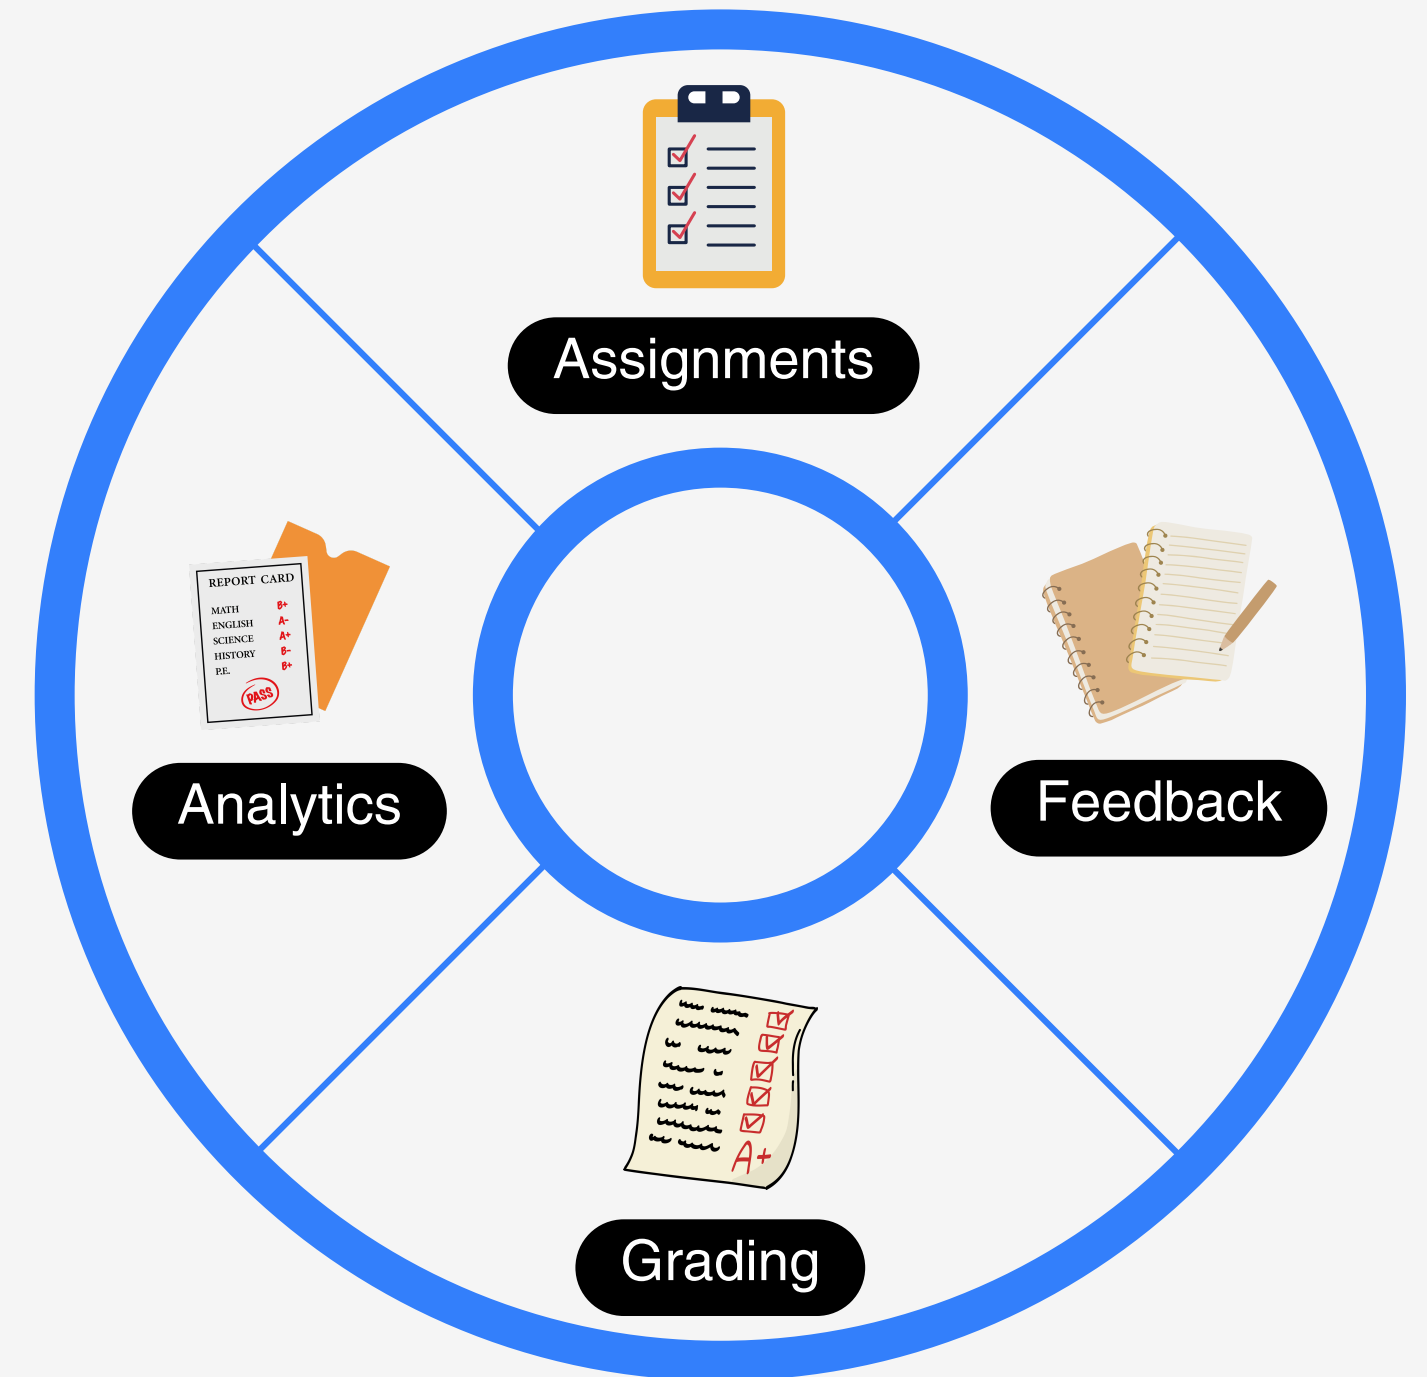 Assignments
REPORT CARD
MATH B+
ENGLISH A-
SCIENCE A+
HISTORY B-
P.E. B+
PASS
Analytics
Feedback
A+
Grading